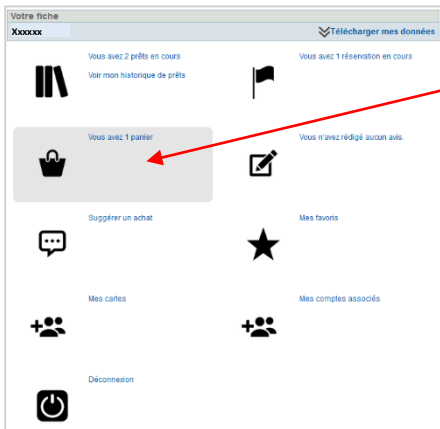 Votre fiche
Xxxxxx
Télécharger mes données
Vous avez 2 prêts en cours
Voir mon historique de prêts
Vous avez 1 réservation en cours
Vous avez 1 panier
Vous n'avez rédigé aucun avis.
Suggérer un achat
Mes favoris
Mes cartes
Mes comptes associés
Déconnexion